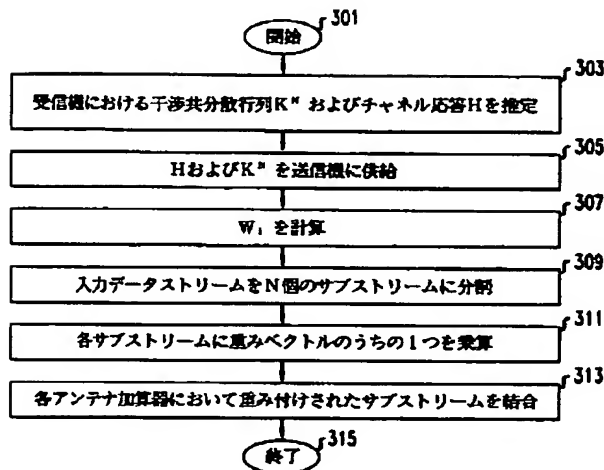 301
開始
303
受信機における干渉共分散行列Kᴺ およびチャネル応答Hを推定
305
HおよびKᴺ を送信機に供給
307
Wᵢ を計算
309
入力データストリームをN個のサブストリームに分割
311
各サブストリームに重みベクトルのうちの1つを乗算
313
各アンテナ加算器において重み付けされたサブストリームを結合
315
終了